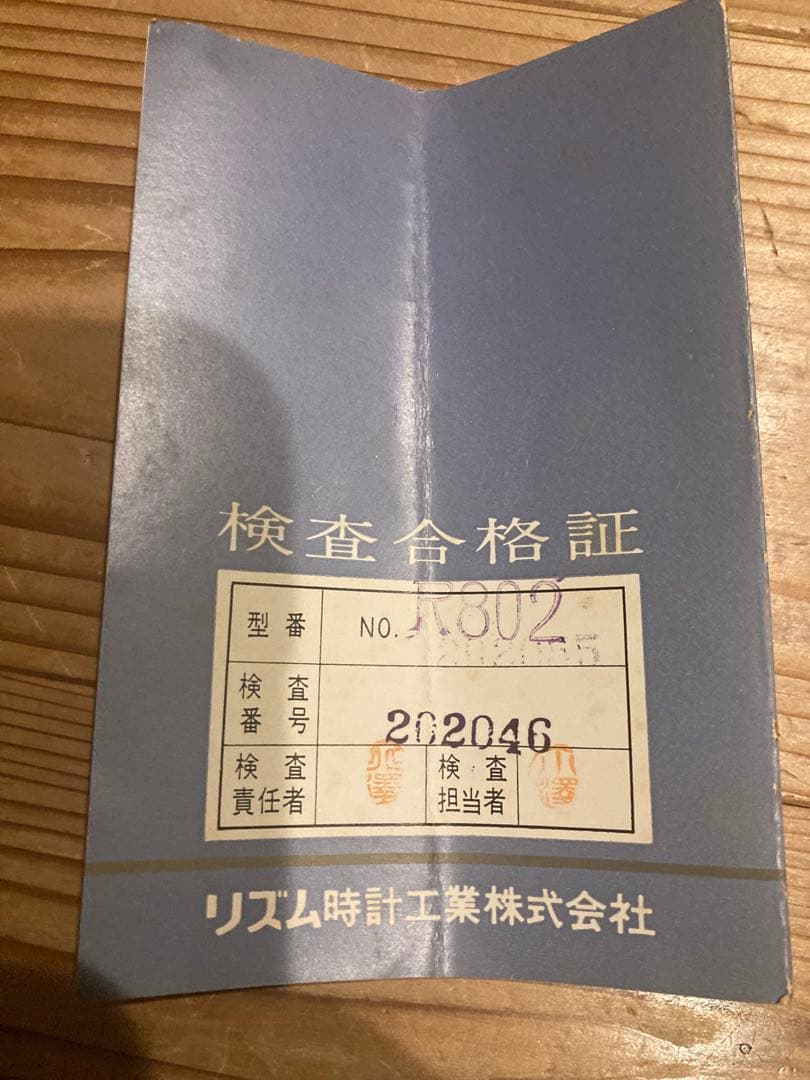 検査合格証
型番 NO. R802
検査番号 202046
検査責任者 検査担当者
リズム時計工業株式会社